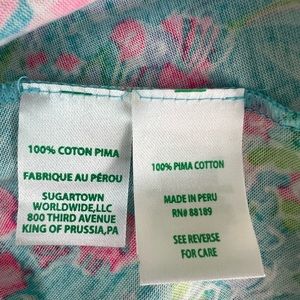 100% COTON PIMA
FABRIQUE AU PÉROU
SUGARTOWN
WORLDWIDE,LLC
800 THIRD AVENUE
KING OF PRUSSIA,PA
100% PIMA COTTON
MADE IN PERU
RN# 88189
SEE REVERSE
FOR CARE